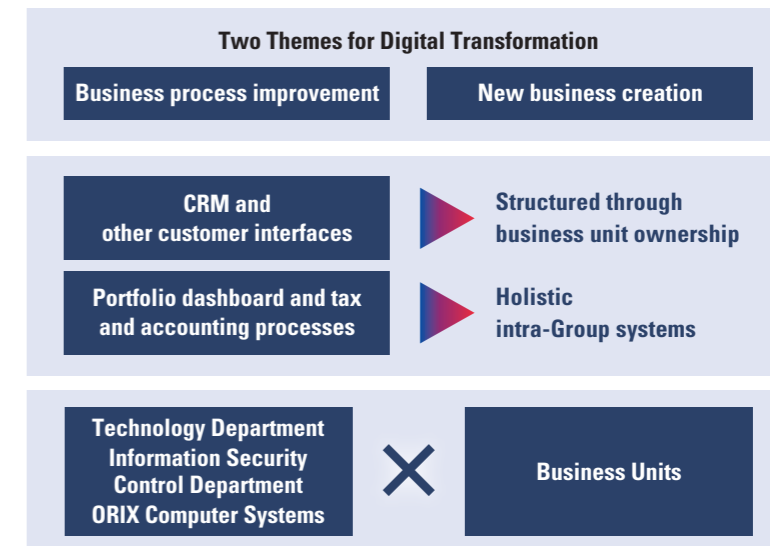 Two Themes for Digital Transformation
Business process improvement
New business creation
CRM and
other customer interfaces
Structured through
business unit ownership
Portfolio dashboard and tax
and accounting processes
Holistic
intra-Group systems
Technology Department
Information Security
Control Department
ORIX Computer Systems
Business Units